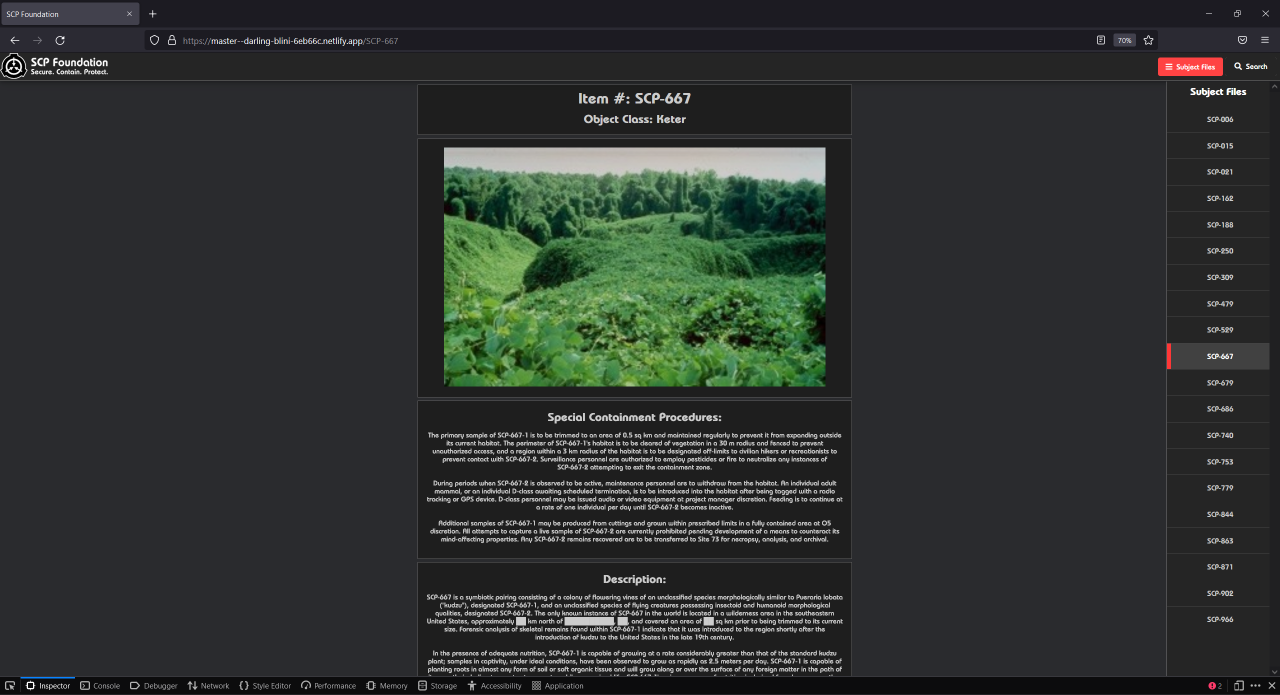 SCP Foundation
https://master--darling-blini-6eb66c.netlify.app/SCP-667
70%
SCP Foundation
Secure. Contain. Protect.
Subject Files
Search
Item #: SCP-667
Object Class: Keter
Special Containment Procedures:
The primary sample of SCP-667-1 is to be trimmed to an area of 0.5 sq km and maintained regularly to prevent it from expanding outside
its current habitat. The perimeter of SCP-667-1's habitat is to be cleared of vegetation in a 30 m radius and fenced to prevent
unauthorized access, and a region within a 3 km radius of the habitat is to be designated off-limits to civilian hikers or recreationists to
prevent contact with SCP-667-2. Surveillance personnel are authorized to employ pesticides or fire to neutralize any instances of
SCP-667-2 attempting to exit the containment zone.
During periods when SCP-667-2 is observed to be active, maintenance personnel are to withdraw from the habitat. An individual adult
mammal, or an individual D-class awaiting scheduled termination, is to be introduced into the habitat after being tagged with a radio
tracking or GPS device. D-class personnel may be issued audio or video equipment at project manager discretion. Feeding is to continue at
a rate of one individual per day until SCP-667-2 becomes inactive.
Additional samples of SCP-667-1 may be produced from cuttings and grown within prescribed limits in a fully contained area at O5
discretion. All attempts to capture a live sample of SCP-667-2 are currently prohibited pending development of a means to counteract its
mind-affecting properties. Any SCP-667-2 remains recovered are to be transferred to Site 73 for necropsy, analysis, and archival.
Description:
SCP-667 is a symbiotic pairing consisting of a colony of flowering vines of an unclassified species morphologically similar to Pueraria lobata
("kudzu"), designated SCP-667-1, and an unclassified species of flying creatures possessing insectoid and humanoid morphological
qualities, designated SCP-667-2. The only known instance of SCP-667 in the world is located in a wilderness area in the southeastern
United States, approximately ██ km north of ██████████, ██, and covered an area of ██ sq km prior to being trimmed to its current
size. Forensic analysis of skeletal remains found within SCP-667-1 indicate that it was introduced to the region shortly after the
introduction of kudzu to the United States in the late 19th century.
In the presence of adequate nutrition, SCP-667-1 is capable of growing at a rate considerably greater than that of the standard kudzu
plant; samples in captivity, under ideal conditions, have been observed to grow as rapidly as 2.5 meters per day. SCP-667-1 is capable of
planting roots in almost any form of soil or soft organic tissue and will grow along or over the surface of any foreign matter in the path of
Subject Files
SCP-006
SCP-015
SCP-021
SCP-162
SCP-188
SCP-250
SCP-309
SCP-479
SCP-529
SCP-667
SCP-679
SCP-686
SCP-740
SCP-753
SCP-779
SCP-844
SCP-863
SCP-871
SCP-902
SCP-966
Inspector
Console
Debugger
Network
Style Editor
Performance
Memory
Storage
Accessibility
Application
2